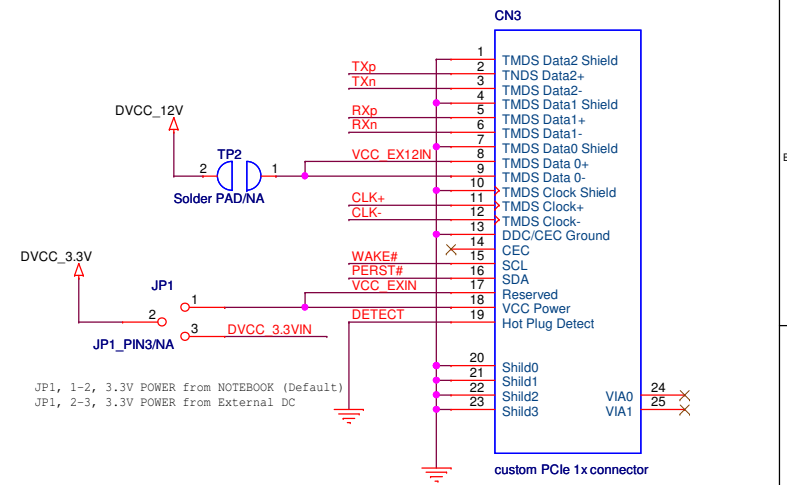 CN3
1 TMDS Data2 Shield
TXp 2 TNDS Data2+
TXn 3 TMDS Data2-
4 TMDS Data1 Shield
RXp 5 TMDS Data1+
RXn 6 TMDS Data1-
7 TMDS Data0 Shield
VCC_EX12IN 8 TMDS Data 0+
9 TMDS Data 0-
10 TMDS Clock Shield
CLK+ 11 TMDS Clock+
CLK- 12 TMDS Clock-
13 DDC/CEC Ground
14 CEC
WAKE# 15 SCL
PERST# 16 SDA
VCC_EXIN 17 Reserved
18 VCC Power
DETECT 19 Hot Plug Detect
20 Shild0
21 Shild1
22 Shild2
23 Shild3
VIA0 24
VIA1 25
custom PCIe 1x connector
DVCC_12V
TP2
2 1
Solder PAD/NA
DVCC_3.3V
JP1
1
2
3 DVCC_3.3VIN
JP1_PIN3/NA
JP1, 1-2, 3.3V POWER from NOTEBOOK (Default)
JP1, 2-3, 3.3V POWER from External DC